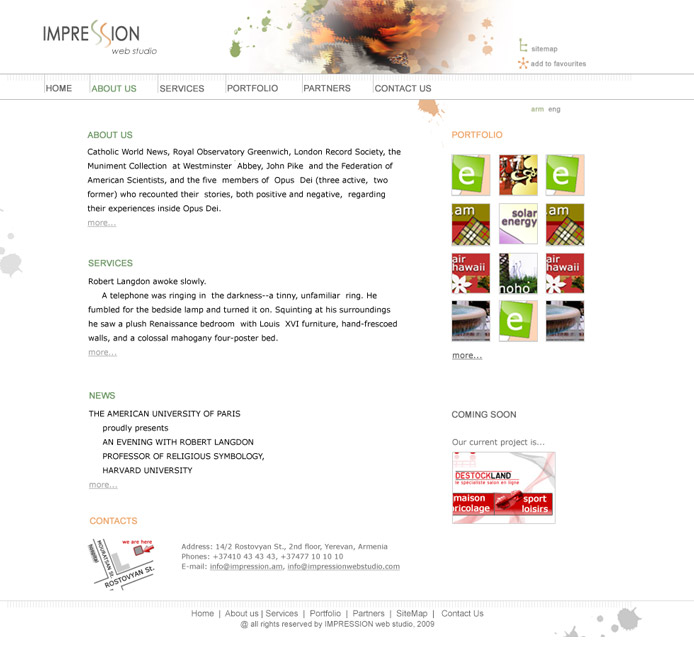 IMPRESSION
web studio
sitemap
add to favourites
HOME ABOUT US SERVICES PORTFOLIO PARTNERS CONTACT US
arm eng
ABOUT US
Catholic World News, Royal Observatory Greenwich, London Record Society, the
Muniment Collection at Westminster Abbey, John Pike and the Federation of
American Scientists, and the five members of Opus Dei (three active, two
former) who recounted their stories, both positive and negative, regarding
their experiences inside Opus Dei.
more...
SERVICES
Robert Langdon awoke slowly.
A telephone was ringing in the darkness--a tinny, unfamiliar ring. He
fumbled for the bedside lamp and turned it on. Squinting at his surroundings
he saw a plush Renaissance bedroom with Louis XVI furniture, hand-frescoed
walls, and a colossal mahogany four-poster bed.
more...
NEWS
THE AMERICAN UNIVERSITY OF PARIS
proudly presents
AN EVENING WITH ROBERT LANGDON
PROFESSOR OF RELIGIOUS SYMBOLOGY,
HARVARD UNIVERSITY
more...
CONTACTS
we are here
ROSTOVYAN St.
Address: 14/2 Rostovyan St., 2nd floor, Yerevan, Armenia
Phones: +37410 43 43 43, +37477 10 10 10
E-mail: info@impression.am, info@impressionwebstudio.com
PORTFOLIO
e
e
.am
solar
energy
.am
air
hawaii
noho
air
hawaii
e
more...
COMING SOON
Our current project is...
DESTOCKLAND
le spécialiste salon en ligne
maison
bricolage
sport
loisirs
Home | About us | Services | Portfolio | Partners | SiteMap | Contact Us
@ all rights reserved by IMPRESSION web studio, 2009